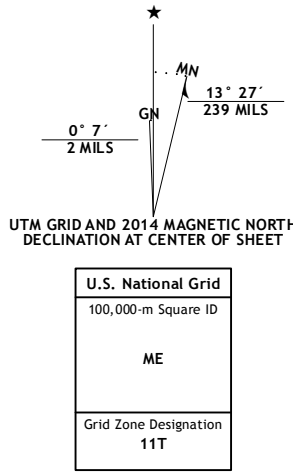 ★
MN
GN
13° 27´
239 MILS
0° 7´
2 MILS
UTM GRID AND 2014 MAGNETIC NORTH
DECLINATION AT CENTER OF SHEET
U.S. National Grid
100,000-m Square ID
ME
Grid Zone Designation
11T